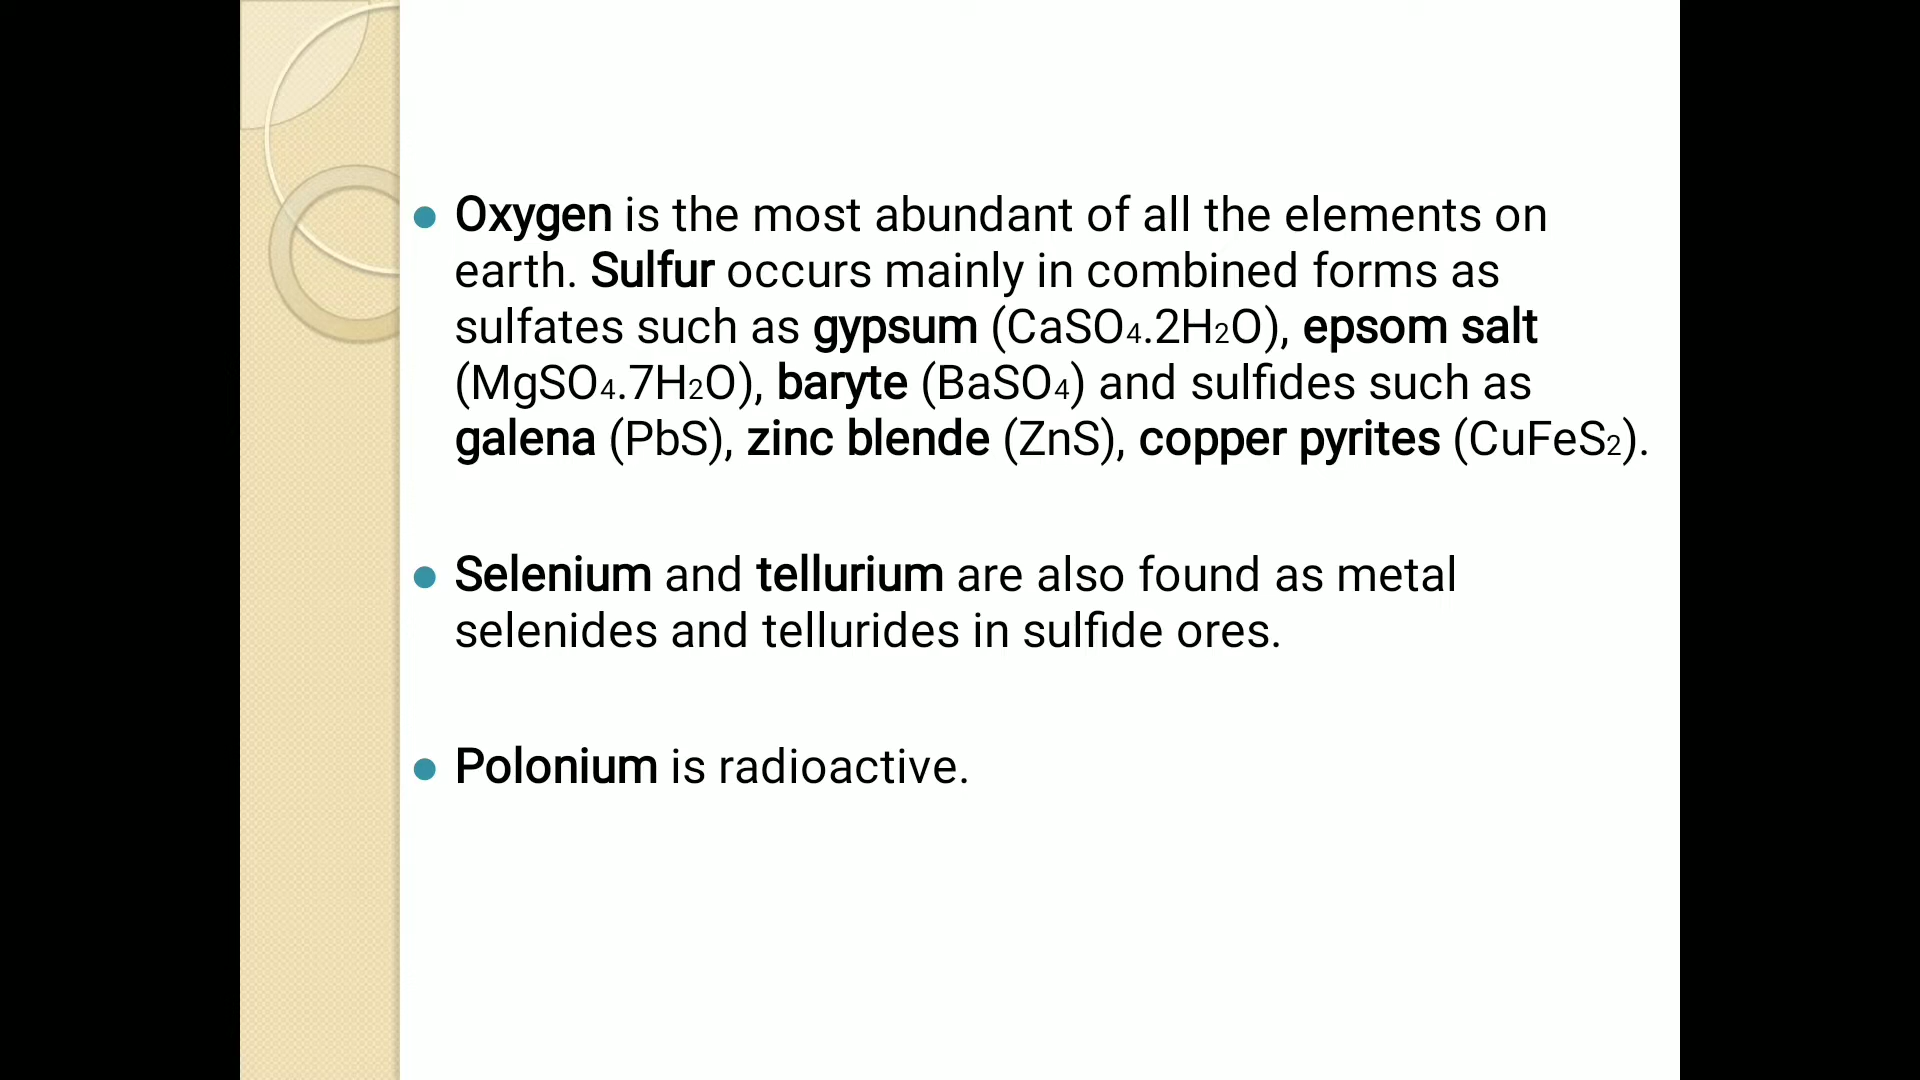 • Oxygen is the most abundant of all the elements on
earth. Sulfur occurs mainly in combined forms as
sulfates such as gypsum (CaSO4.2H2O), epsom salt
(MgSO4.7H2O), baryte (BaSO4) and sulfides such as
galena (PbS), zinc blende (ZnS), copper pyrites (CuFeS2).
• Selenium and tellurium are also found as metal
selenides and tellurides in sulfide ores.
• Polonium is radioactive.